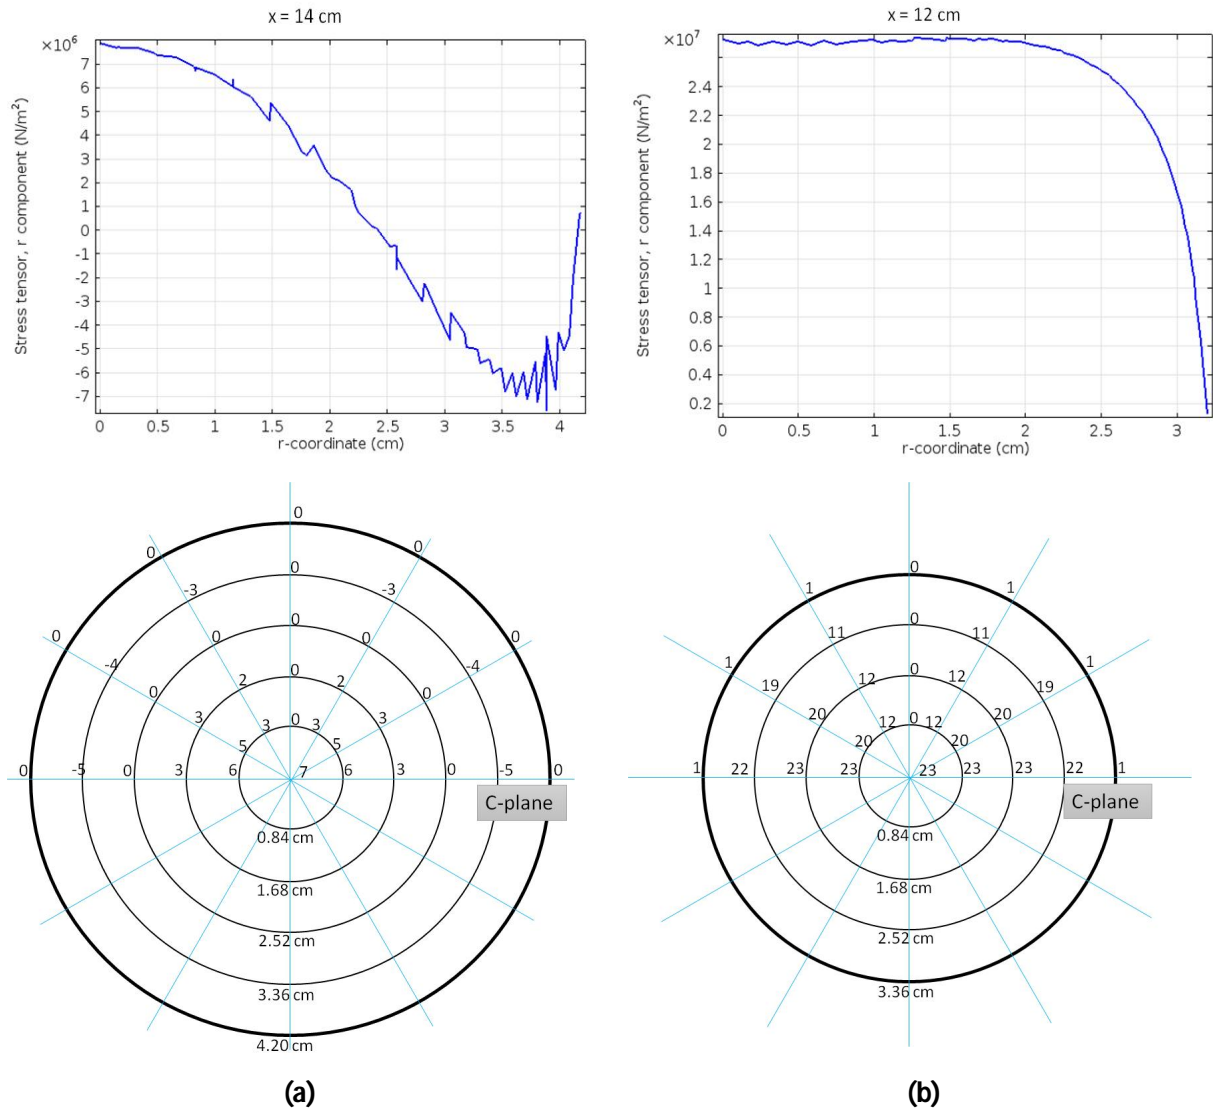 x = 14 cm
×10⁶
7
6
5
4
3
2
1
0
-1
-2
-3
-4
-5
-6
-7
Stress tensor, r component (N/m²)
0 0.5 1 1.5 2 2.5 3 3.5 4
r-coordinate (cm)
x = 12 cm
×10⁷
2.4
2.2
2
1.8
1.6
1.4
1.2
1
0.8
0.6
0.4
0.2
Stress tensor, r component (N/m²)
0 0.5 1 1.5 2 2.5 3
r-coordinate (cm)
0
0 0
0
-3 -3
0 0 0 0 0
-4 0 -4
2 2
0 0
3 0 3
3 3
5 5
0 -5 0 3 6 7 6 3 0 -5 0
C-plane
0.84 cm
1.68 cm
2.52 cm
3.36 cm
4.20 cm
(a)
0
1 1
0
11 11
1 0 1
19 12 12 19
20 0 20
12 12
20 20
1 22 23 23 23 23 23 22 1
C-plane
0.84 cm
1.68 cm
2.52 cm
3.36 cm
(b)